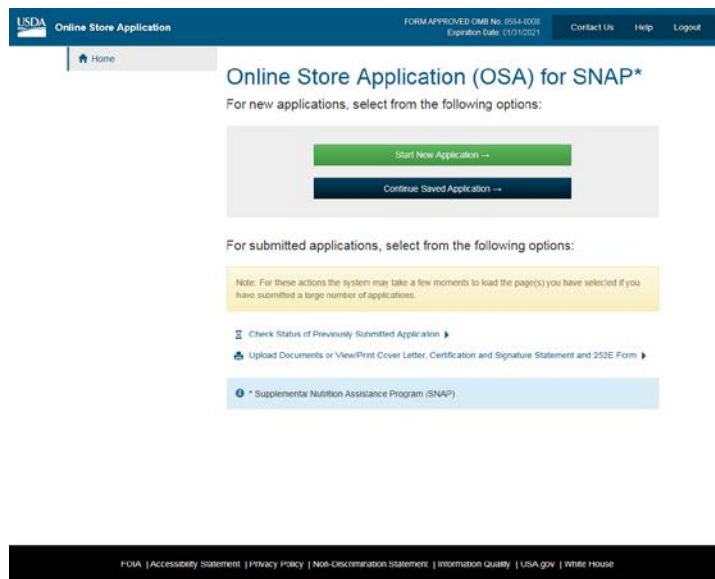 USDA Online Store Application
FORM APPROVED OMB No. 0584-0008
Expiration Date: 01/31/2021
Contact Us Help Logout
Home
Online Store Application (OSA) for SNAP*
For new applications, select from the following options:
Start New Application →
Continue Saved Application →
For submitted applications, select from the following options:
Note: For these actions the system may take a few moments to load the page(s) you have selected if you
have submitted a large number of applications.
Check Status of Previously Submitted Application
Upload Documents or View/Print Cover Letter, Certification and Signature Statement and 252E Form
* Supplemental Nutrition Assistance Program (SNAP)
FOIA | Accessibility Statement | Privacy Policy | Non-Discrimination Statement | Information Quality | USA.gov | White House